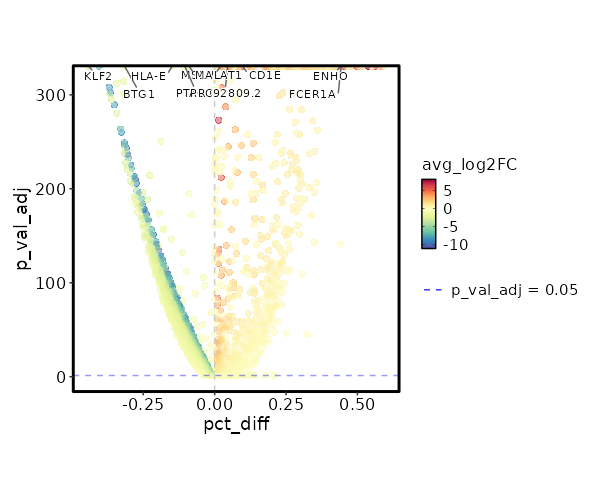 KLF2
HLA-E
CD1E
ENHO
BTG1
FCER1A
300
200
100
0
p_val_adj
-0.25
0.00
0.25
0.50
pct_diff
avg_log2FC
5
0
-5
-10
p_val_adj = 0.05